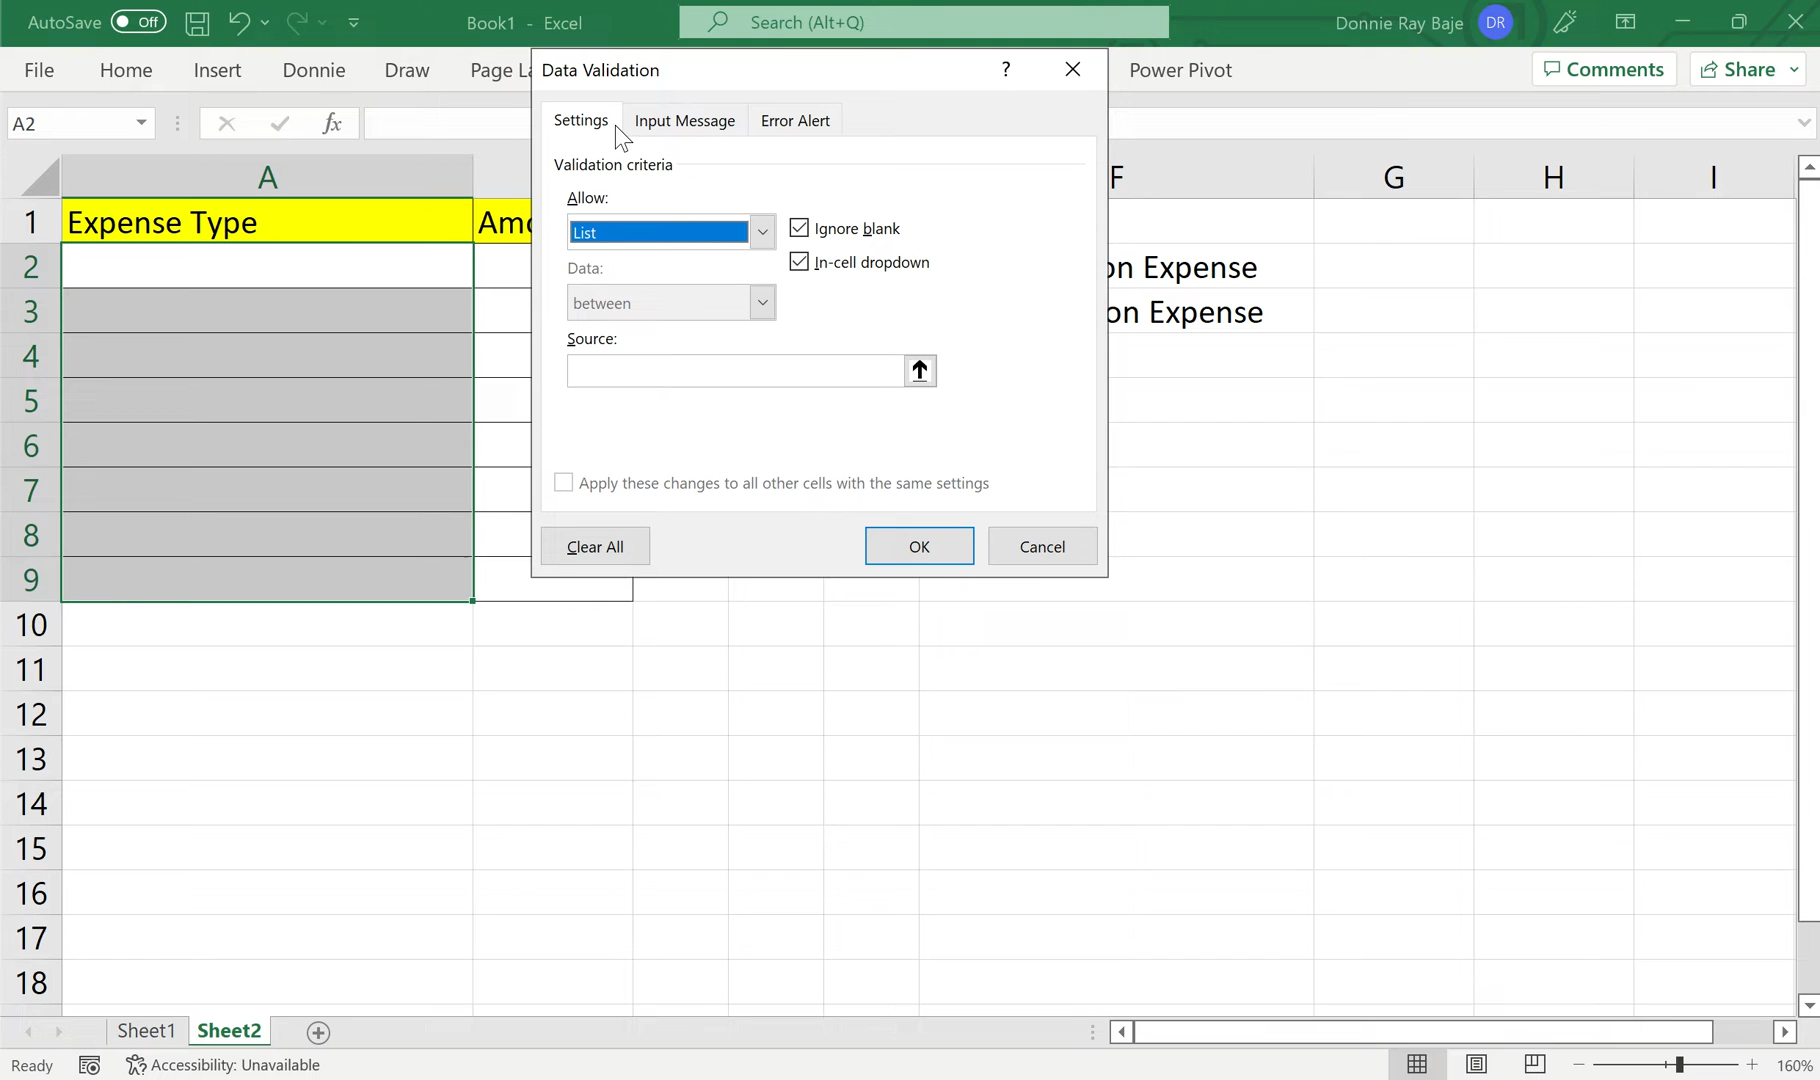 AutoSave Off Book1 - Excel Search (Alt+Q) Donnie Ray Baje DR
File Home Insert Donnie Draw Page La Power Pivot Comments Share
A2 fx
Data Validation ?
Settings Input Message Error Alert
Validation criteria
Allow:
List Ignore blank
In-cell dropdown
Data:
between
Source:
Apply these changes to all other cells with the same settings
Clear All OK Cancel
A F G H I
1 Expense Type
2 on Expense
3 on Expense
4
5
6
7
8
9
10
11
12
13
14
15
16
17
18
Sheet1 Sheet2
Ready Accessibility: Unavailable 160%